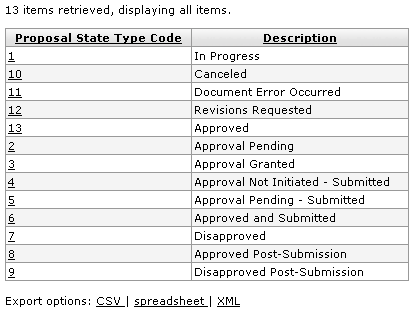 13 items retrieved, displaying all items.
Proposal State Type Code Description
1 In Progress
10 Canceled
11 Document Error Occurred
12 Revisions Requested
13 Approved
2 Approval Pending
3 Approval Granted
4 Approval Not Initiated - Submitted
5 Approval Pending - Submitted
6 Approved and Submitted
7 Disapproved
8 Approved Post-Submission
9 Disapproved Post-Submission
Export options: CSV | spreadsheet | XML